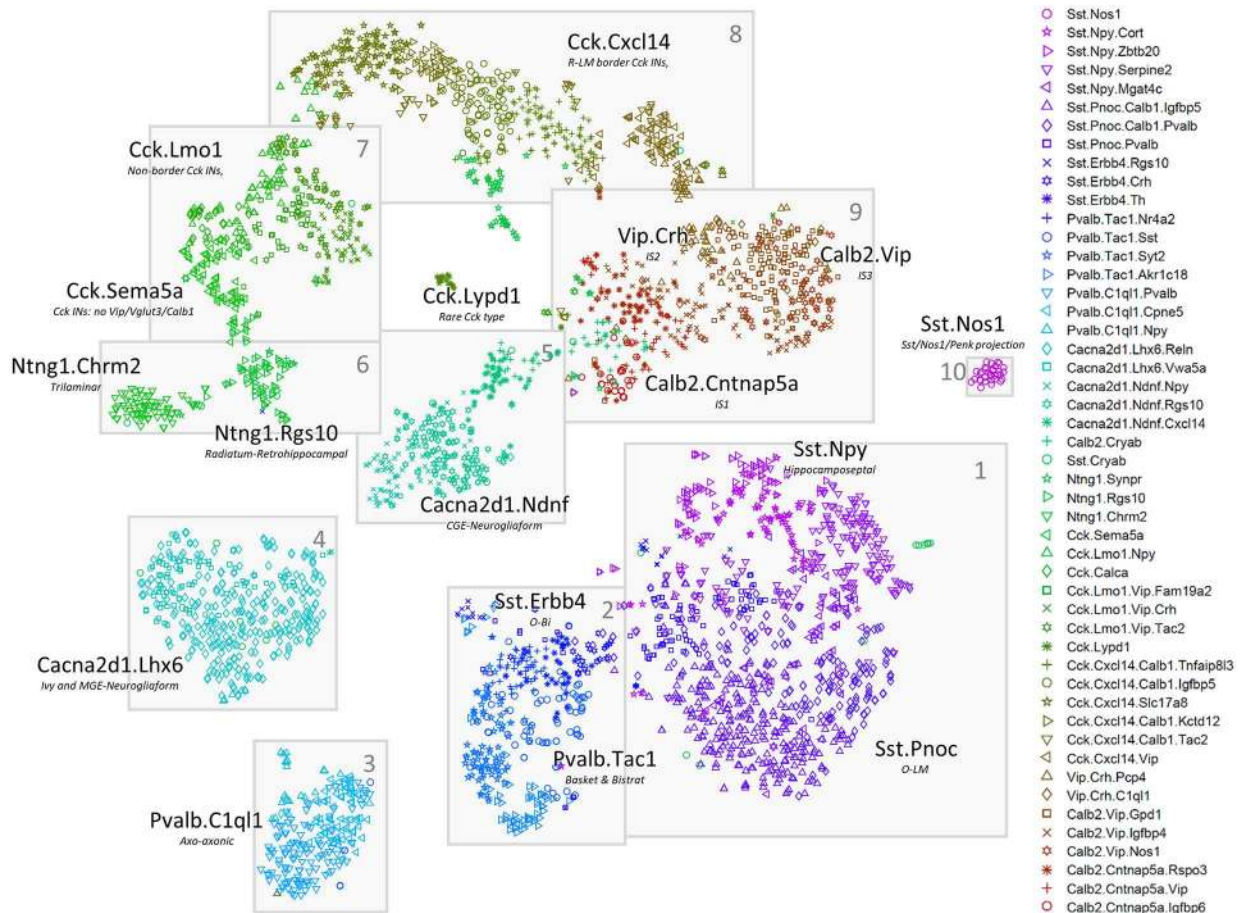 Cck.Cxcl14
R-LM border Cck INs,
8
Cck.Lmo1
Non-border Cck INs,
7
Cck.Sema5a
Cck INs: no Vip/Vglut3/Calb1
Cck.Lypd1
Rare Cck type
9
Vip.Crh
IS2
Calb2.Vip
IS3
Calb2.Cntnap5a
IS1
Sst.Nos1
Sst/Nos1/Penk projection
10
Ntng1.Chrm2
Trilaminar
6
Ntng1.Rgs10
Radiatum-Retrohippocampal
5
Cacna2d1.Ndnf
CGE-Neurogliaform
Sst.Npy
Hippocamposeptal
1
4
Cacna2d1.Lhx6
Ivy and MGE-Neurogliaform
Sst.Erbb4
O-Bi
2
Pvalb.Tac1
Basket & Bistrat
Sst.Pnoc
O-LM
3
Pvalb.C1ql1
Axo-axonic
Sst.Nos1
Sst.Npy.Cort
Sst.Npy.Zbtb20
Sst.Npy.Serpine2
Sst.Npy.Mgat4c
Sst.Pnoc.Calb1.Igfbp5
Sst.Pnoc.Calb1.Pvalb
Sst.Pnoc.Pvalb
Sst.Erbb4.Rgs10
Sst.Erbb4.Crh
Sst.Erbb4.Th
Pvalb.Tac1.Nr4a2
Pvalb.Tac1.Sst
Pvalb.Tac1.Syt2
Pvalb.Tac1.Akr1c18
Pvalb.C1ql1.Pvalb
Pvalb.C1ql1.Cpne5
Pvalb.C1ql1.Npy
Cacna2d1.Lhx6.Reln
Cacna2d1.Lhx6.Vwa5a
Cacna2d1.Ndnf.Npy
Cacna2d1.Ndnf.Rgs10
Cacna2d1.Ndnf.Cxcl14
Calb2.Cryab
Sst.Cryab
Ntng1.Synpr
Ntng1.Rgs10
Ntng1.Chrm2
Cck.Sema5a
Cck.Lmo1.Npy
Cck.Calca
Cck.Lmo1.Vip.Fam19a2
Cck.Lmo1.Vip.Crh
Cck.Lmo1.Vip.Tac2
Cck.Lypd1
Cck.Cxcl14.Calb1.Tnfaip8l3
Cck.Cxcl14.Calb1.Igfbp5
Cck.Cxcl14.Slc17a8
Cck.Cxcl14.Calb1.Kctd12
Cck.Cxcl14.Calb1.Tac2
Cck.Cxcl14.Vip
Vip.Crh.Pcp4
Vip.Crh.C1ql1
Calb2.Vip.Gpd1
Calb2.Vip.Igfbp4
Calb2.Vip.Nos1
Calb2.Cntnap5a.Rspo3
Calb2.Cntnap5a.Vip
Calb2.Cntnap5a.Igfbp6